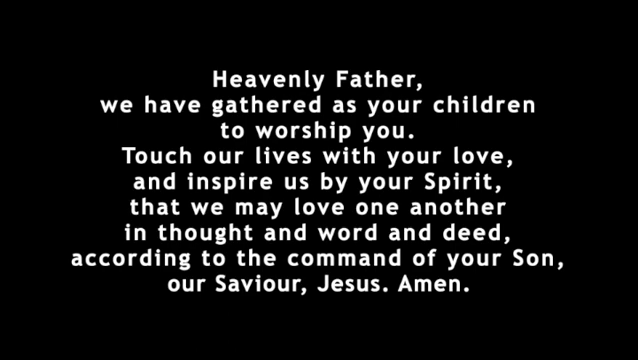 Heavenly Father,
we have gathered as your children
to worship you.
Touch our lives with your love,
and inspire us by your Spirit,
that we may love one another
in thought and word and deed,
according to the command of your Son,
our Saviour, Jesus. Amen.